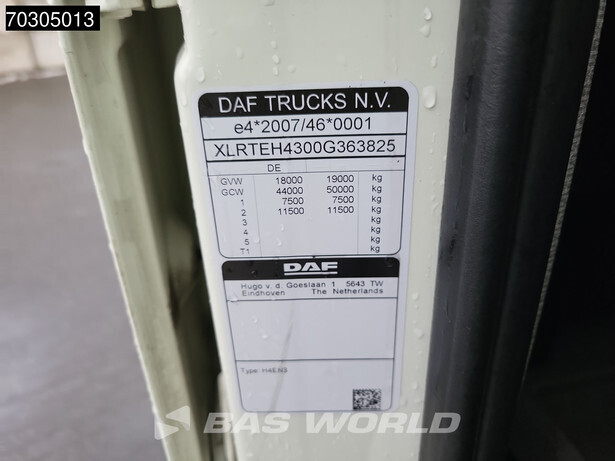 70305013
DAF TRUCKS N.V.
e4*2007/46*0001
XLRTEH4300G363825
DE
GVW 18000 19000 kg
GCW 44000 50000 kg
1 7500 7500 kg
2 11500 11500 kg
3 kg
4 kg
5 kg
T1 kg
DAF
Hugo v. d. Goeslaan 1 5643 TW
Eindhoven The Netherlands
Type: H4EN3
BAS WORLD